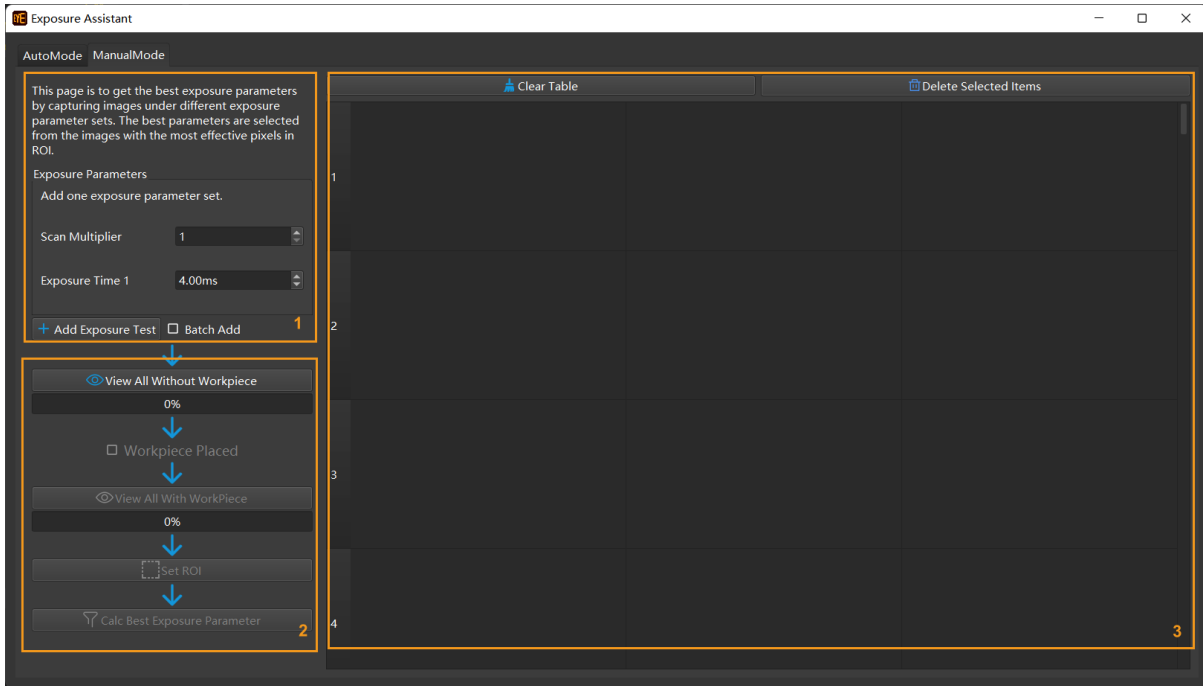 EYE Exposure Assistant
AutoMode ManualMode
This page is to get the best exposure parameters
by capturing images under different exposure
parameter sets. The best parameters are selected
from the images with the most effective pixels in
ROI.
Exposure Parameters
Add one exposure parameter set.
Scan Multiplier 1
Exposure Time 1 4.00ms
+ Add Exposure Test Batch Add 1
View All Without Workpiece
0%
Workpiece Placed
View All With WorkPiece
0%
Set ROI
Calc Best Exposure Parameter 2
Clear Table Delete Selected Items
1
2
3
4
3